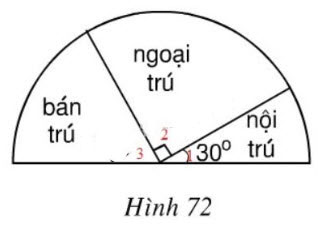 ngoại
trú
bán
trú
nội
trú
2
3
1
30°
Hình 72